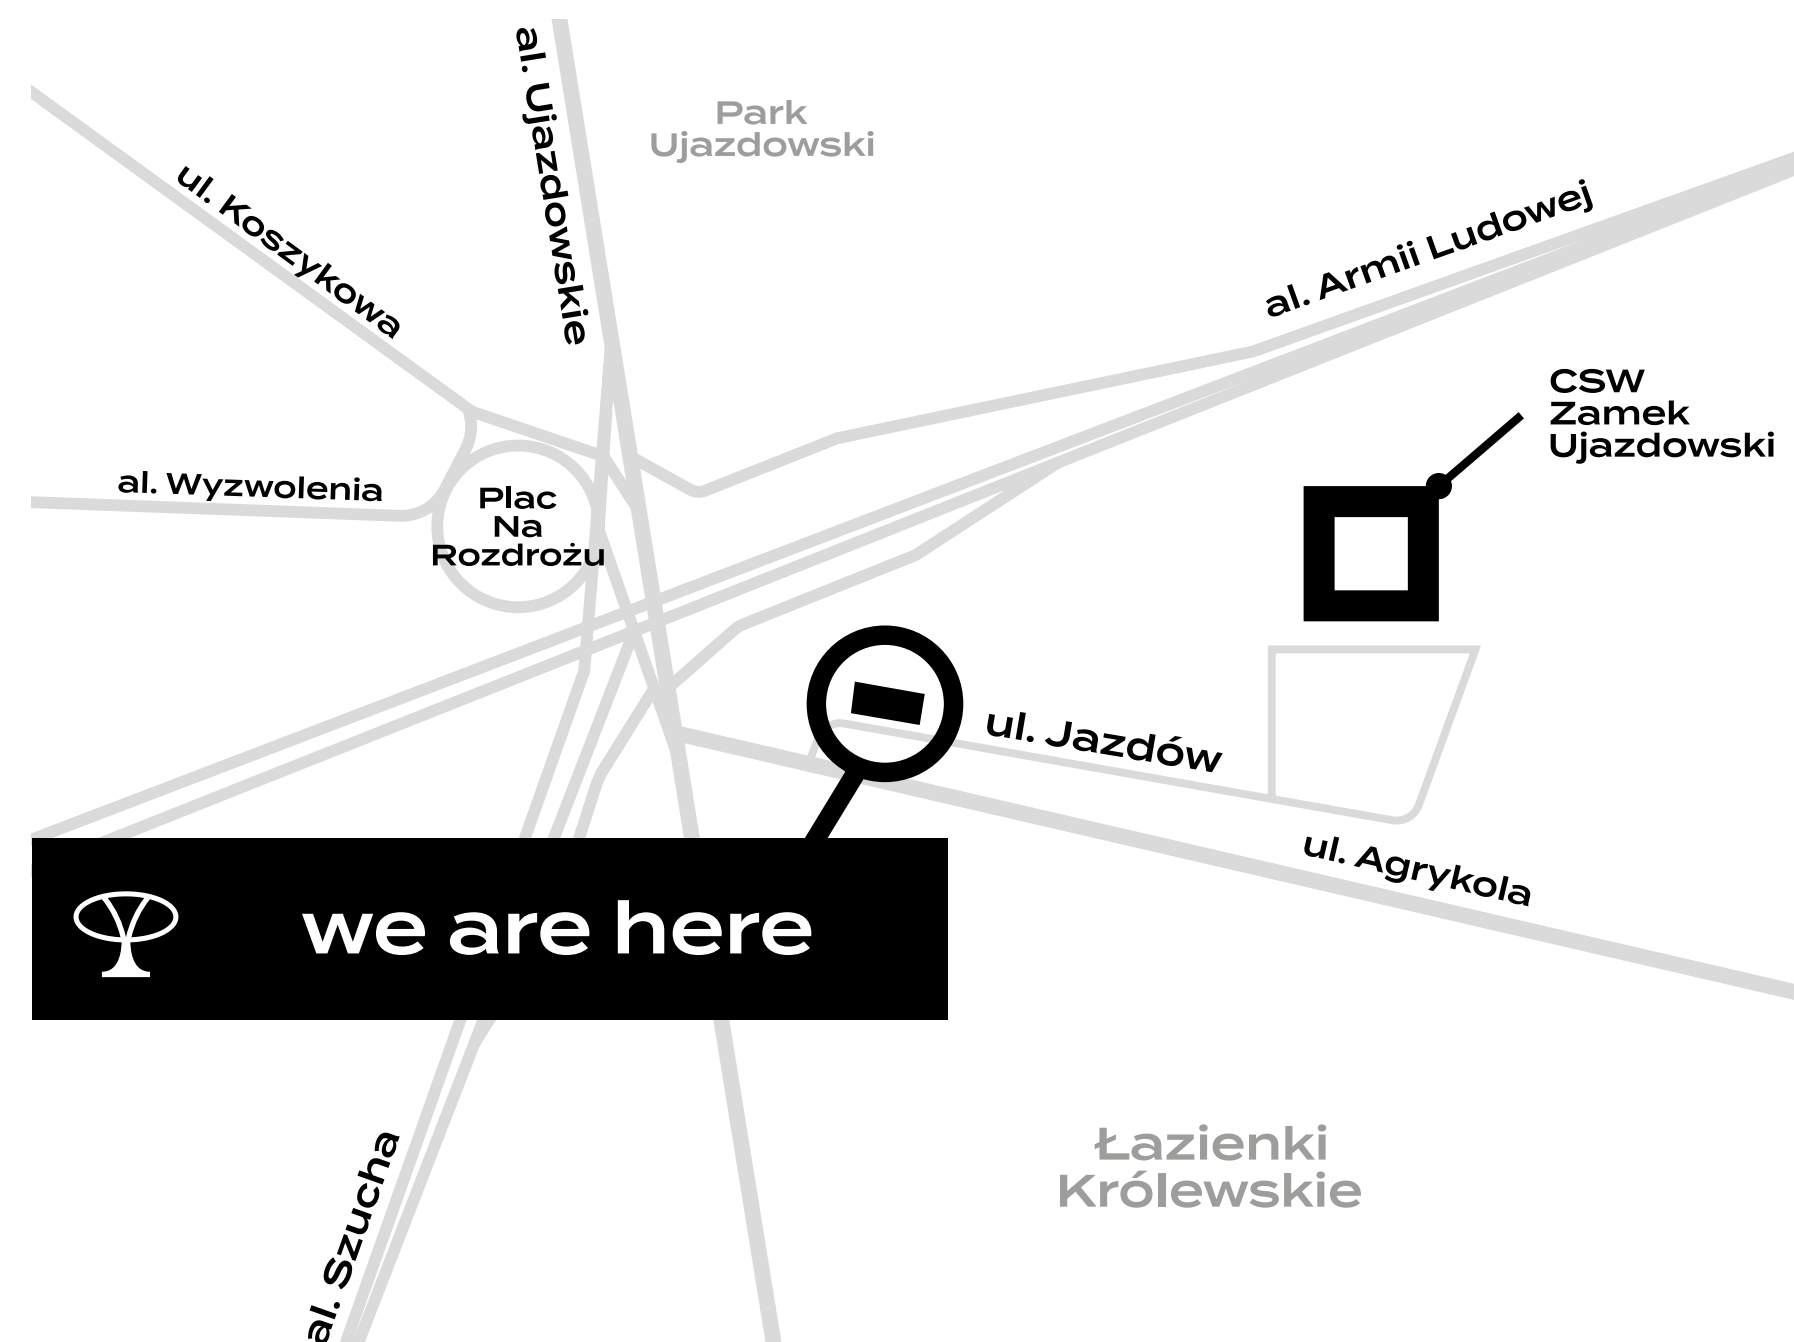 al. Ujazdowskie
Park
Ujazdowski
ul. Koszykowa
al. Armii Ludowej
CSW
Zamek
Ujazdowski
al. Wyzwolenia
Plac
Na
Rozdrożu
ul. Jazdów
ul. Agrykola
we are here
Łazienki
Królewskie
al. Szucha